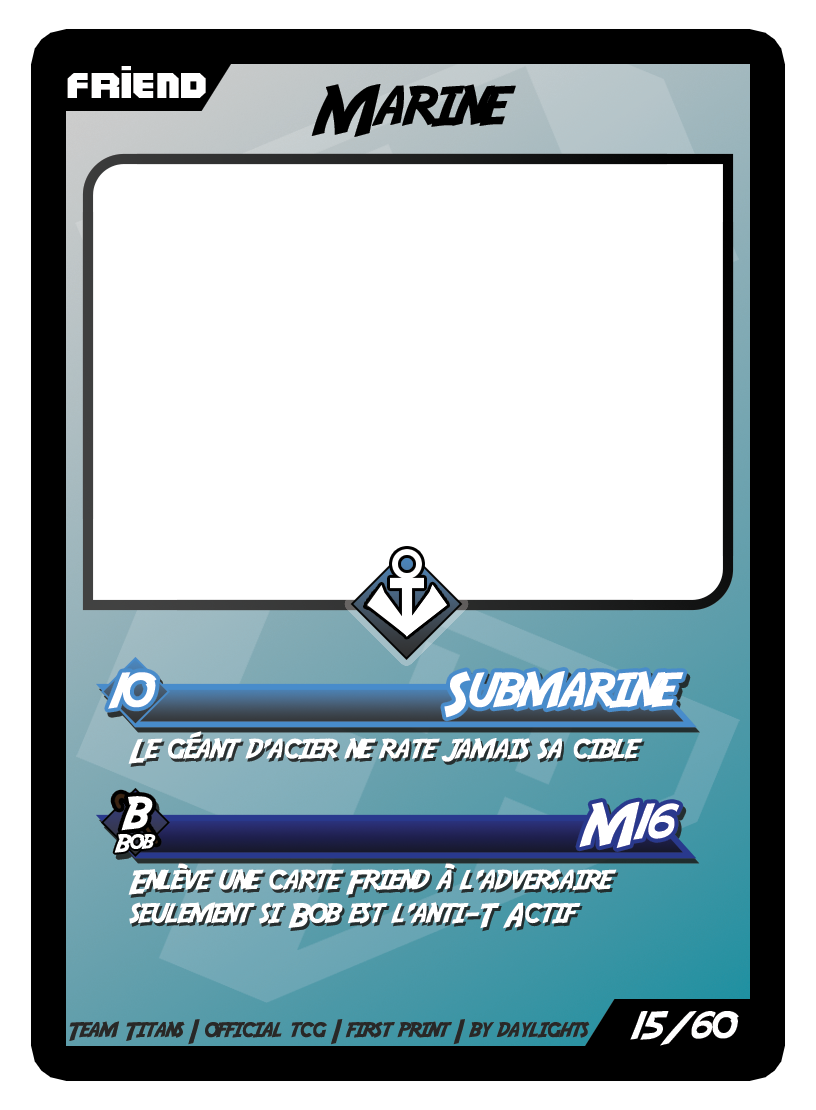 FRiEND
MARINE
10
SUBMARINE
LE GÉANT D'ACIER NE RATE JAMAIS SA CIBLE
B
BOB
M16
ENLÈVE UNE CARTE FRIEND À L'ADVERSAIRE
SEULEMENT SI BOB EST L'ANTI-T ACTIF
TEAM TITANS | OFFICIAL TCG | FIRST PRINT | BY DAYLIGHTS
15/60